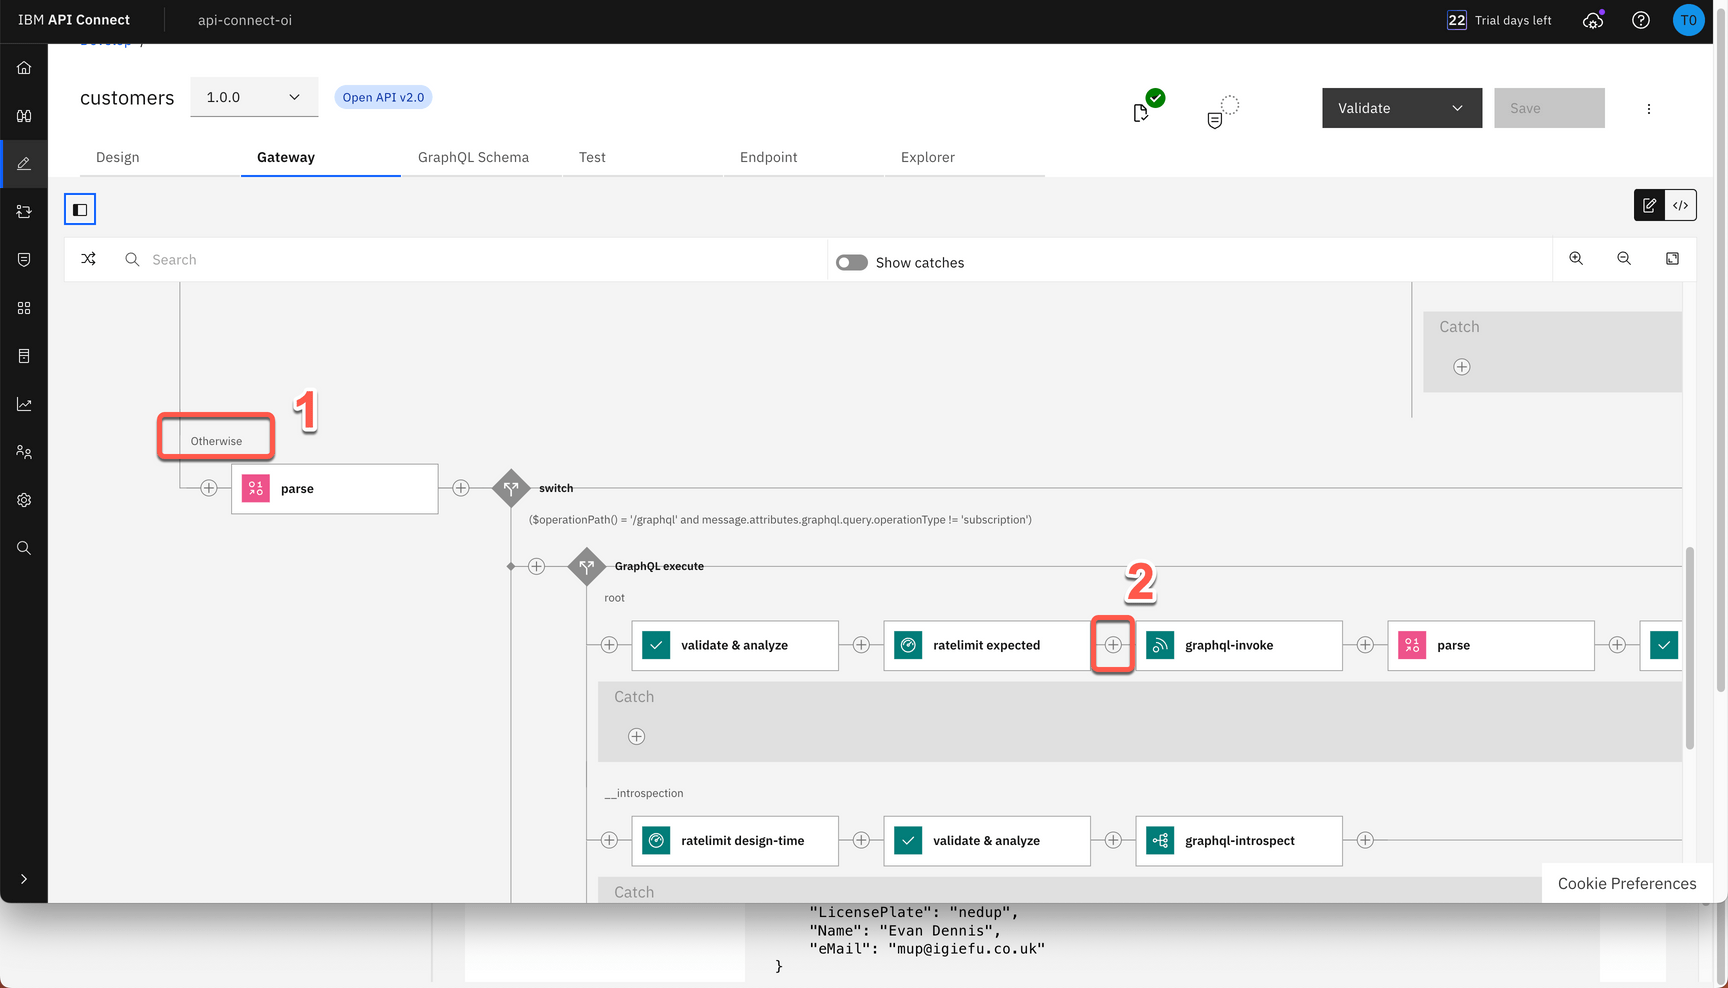 IBM API Connect
api-connect-oi
22 Trial days left
TO
customers
1.0.0
Open API v2.0
Validate
Save
Design
Gateway
GraphQL Schema
Test
Endpoint
Explorer
</>
Search
Show catches
Catch
1
Otherwise
parse
switch
($operationPath() = '/graphql' and message.attributes.graphql.query.operationType != 'subscription')
GraphQL execute
2
root
validate & analyze
ratelimit expected
graphql-invoke
parse
Catch
__introspection
ratelimit design-time
validate & analyze
graphql-introspect
Catch
Cookie Preferences
"LicensePlate": "nedup",
"Name": "Evan Dennis",
"eMail": "mup@igiefu.co.uk"
}